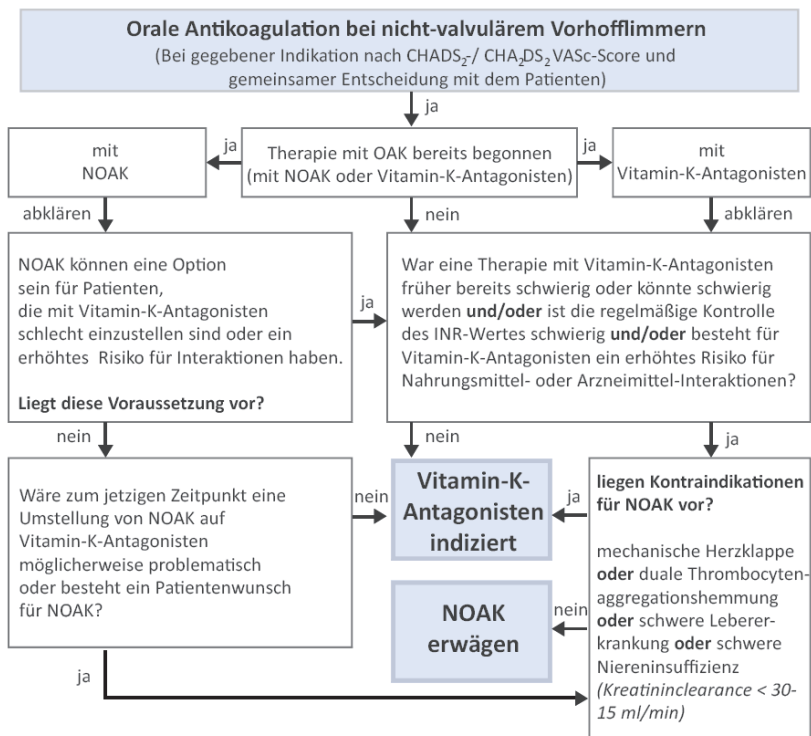 Orale Antikoagulation bei nicht-valvulärem Vorhofflimmern
(Bei gegebener Indikation nach CHADS₂-/ CHA₂DS₂VASc-Score und
gemeinsamer Entscheidung mit dem Patienten)
ja
mit
NOAK
ja
Therapie mit OAK bereits begonnen
(mit NOAK oder Vitamin-K-Antagonisten)
ja
mit
Vitamin-K-Antagonisten
abklären
nein
abklären
NOAK können eine Option
sein für Patienten,
die mit Vitamin-K-Antagonisten
schlecht einzustellen sind oder ein
erhöhtes Risiko für Interaktionen haben.
Liegt diese Voraussetzung vor?
ja
War eine Therapie mit Vitamin-K-Antagonisten
früher bereits schwierig oder könnte schwierig
werden und/oder ist die regelmäßige Kontrolle
des INR-Wertes schwierig und/oder besteht für
Vitamin-K-Antagonisten ein erhöhtes Risiko für
Nahrungsmittel- oder Arzneimittel-Interaktionen?
nein
nein
ja
Wäre zum jetzigen Zeitpunkt eine
Umstellung von NOAK auf
Vitamin-K-Antagonisten
möglicherweise problematisch
oder besteht ein Patientenwunsch
für NOAK?
nein
Vitamin-K-
Antagonisten
indiziert
ja
liegen Kontraindikationen
für NOAK vor?
mechanische Herzklappe
oder duale Thrombocyten-
aggregationshemmung
oder schwere Leberer-
krankung oder schwere
Niereninsuffizienz
(Kreatininclearance < 30-
15 ml/min)
NOAK
erwägen
nein
ja